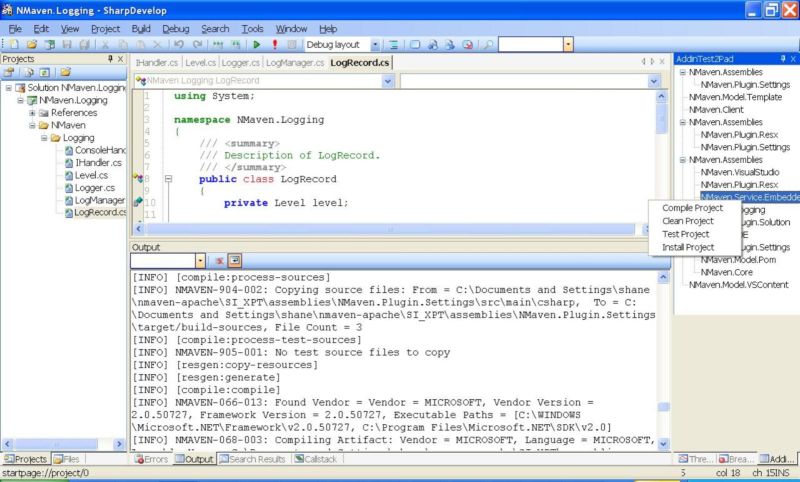 NMaven.Logging - SharpDevelop
File Edit View Project Build Debug Search Tools Window Help
Debug layout
Projects
Solution NMaven.Logging
NMaven.Logging
References
NMaven
Logging
ConsoleHan
IHandler.cs
Level.cs
Logger.cs
LogManager
LogRecord.cs
Projects Files
IHandler.cs Level.cs Logger.cs LogManager.cs LogRecord.cs
NMaven.Logging.LogRecord
1 using System;
2
3 namespace NMaven.Logging
4 {
5 /// <summary>
6 /// Description of LogRecord.
7 /// </summary>
8 public class LogRecord
9 {
10 private Level level;
11
Output
[INFO] [compile:process-sources]
[INFO] NMAVEN-904-002: Copying source files: From = C:\Documents and Settings\shane
\nmaven-apache\SI_XPT\assemblies\NMaven.Plugin.Settings\src\main\csharp,  To = C:
\Documents and Settings\shane\nmaven-apache\SI_XPT\assemblies\NMaven.Plugin.Settings
\target/build-sources, File Count = 3
[INFO] [compile:process-test-sources]
[INFO] NMAVEN-905-001: No test source files to copy
[INFO] [resgen:copy-resources]
[INFO] [resgen:generate]
[INFO] [compile:compile]
[INFO] NMAVEN-066-013: Found Vendor = Vendor = MICROSOFT, Vendor Version =
2.0.50727, Framework Version = 2.0.50727, Executable Paths = [C:\WINDOWS
\Microsoft.NET\Framework\v2.0.50727, C:\Program Files\Microsoft.NET\SDK\v2.0]
[INFO] NMAVEN-068-003: Compiling Artifact: Vendor = MICROSOFT, Language = MICROSOFT,
Errors Output Search Results Callstack
AddinTest2Pad
NMaven.Assemblies
NMaven.Plugin.Settings
NMaven.Model.Template
NMaven.Client
NMaven.Assemblies
NMaven.Plugin.Resx
NMaven.Plugin.Settings
NMaven.Assemblies
NMaven.VisualStudio
NMaven.Plugin.Resx
NMaven.Service.Embedde
Compile Project
Clean Project
Test Project
Install Project
ogging
ugin.Solution
DE
ugin.Settings
NMaven.Model.Pom
NMaven.Core
NMaven.Model.VSContent
Thre... Brea... Addi...
startpage://project/0
5 col 18 ch 15 INS